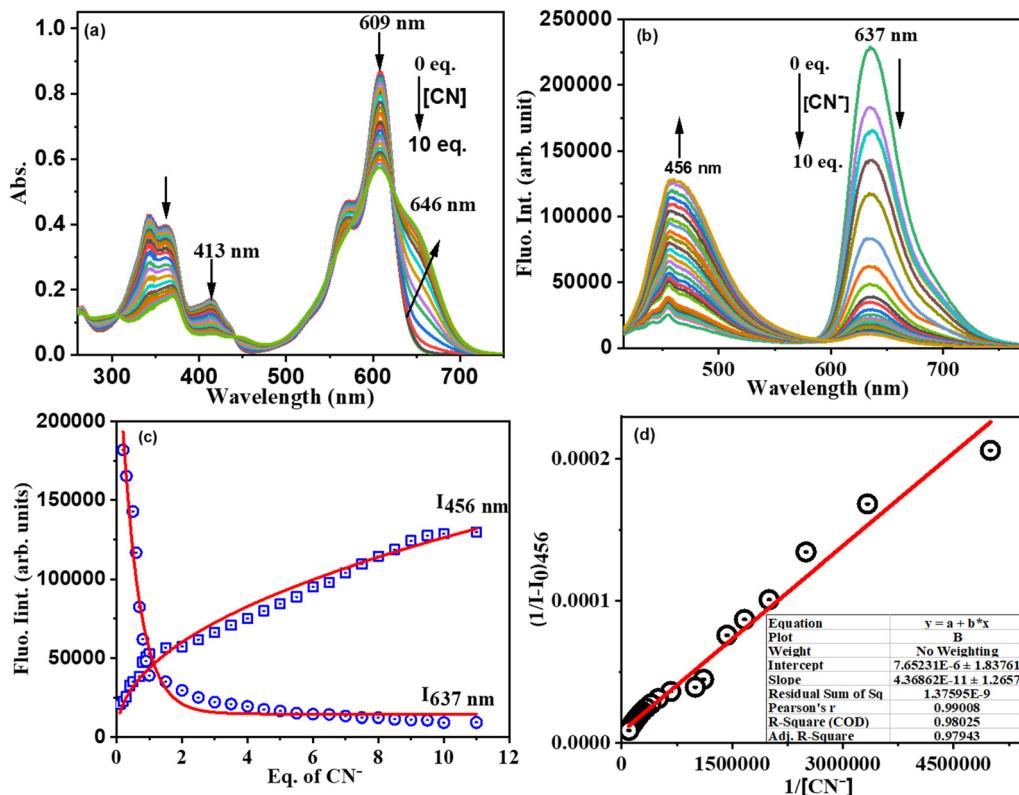 (a)
609 nm
0 eq.
[CN]
10 eq.
646 nm
413 nm
Abs.
1.0
0.8
0.6
0.4
0.2
0.0
300 400 500 600 700
Wavelength (nm)
(b)
637 nm
0 eq.
[CN⁻]
10 eq.
456 nm
Fluo. Int. (arb. unit)
250000
200000
150000
100000
50000
0
500 600 700
Wavelength (nm)
(c)
I456 nm
I637 nm
Fluo. Iint. (arb. units)
200000
150000
100000
50000
0
0 2 4 6 8 10 12
Eq. of CN⁻
(d)
(1/I-I0)456
0.0002
0.0001
0.0000
0 1500000 3000000 4500000
1/[CN⁻]
Equation y = a + b*x
Plot B
Weight No Weighting
Intercept 7.65231E-6 ± 1.83761
Slope 4.36862E-11 ± 1.2657
Residual Sum of Sq 1.37595E-9
Pearson's r 0.99008
R-Square (COD) 0.98025
Adj. R-Square 0.97943